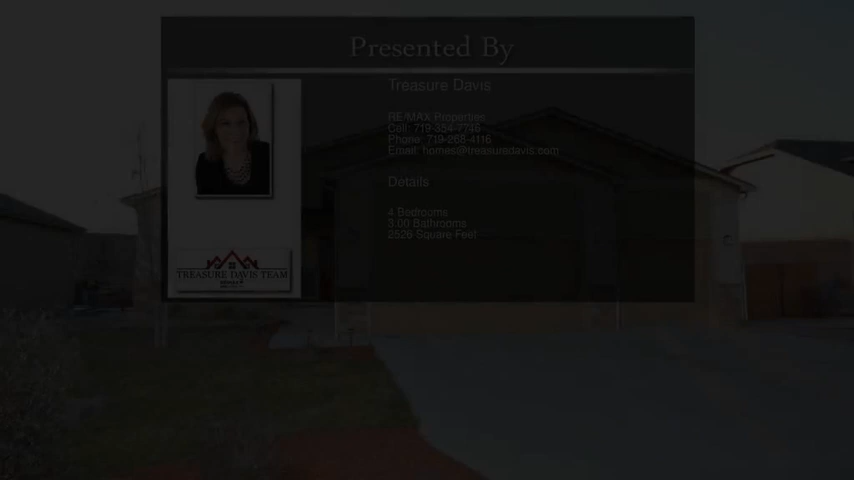 Presented By
Treasure Davis
RE/MAX Properties
Cell: 719-354-7746
Phone: 719-268-4116
Email: homes@treasuredavis.com
Details
4 Bedrooms
3.00 Bathrooms
2526 Square Feet
TREASURE DAVIS TEAM